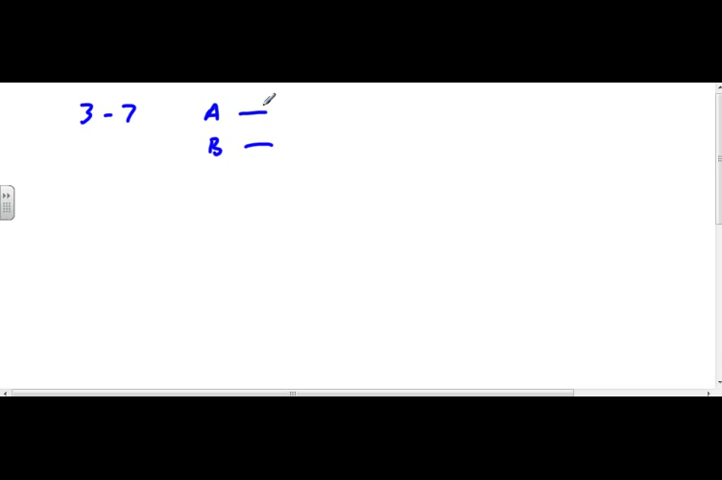 3-7 A —
B —